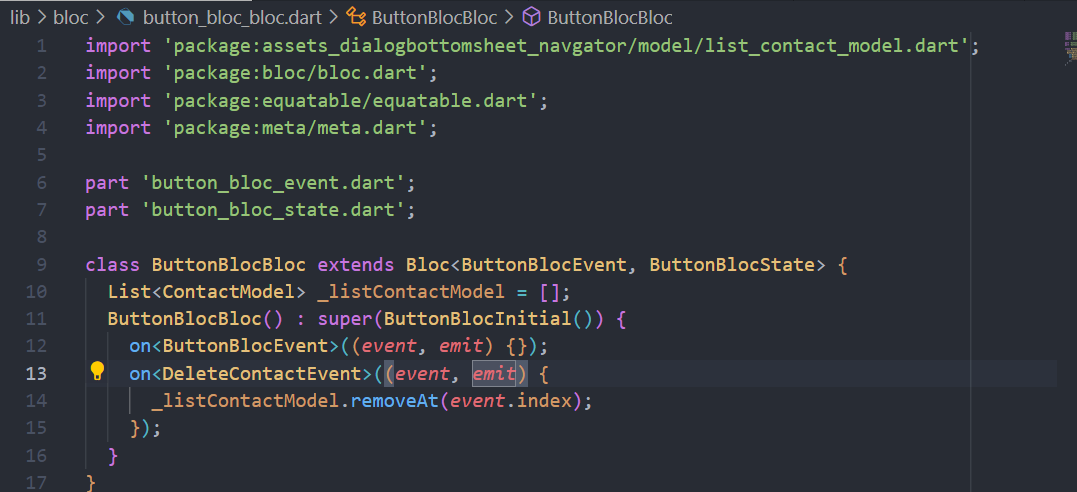 lib > bloc > button_bloc_bloc.dart > ButtonBlocBloc > ButtonBlocBloc
1 import 'package:assets_dialogbottomsheet_navgator/model/list_contact_model.dart';
2 import 'package:bloc/bloc.dart';
3 import 'package:equatable/equatable.dart';
4 import 'package:meta/meta.dart';
5
6 part 'button_bloc_event.dart';
7 part 'button_bloc_state.dart';
8
9 class ButtonBlocBloc extends Bloc<ButtonBlocEvent, ButtonBlocState> {
10   List<ContactModel> _listContactModel = [];
11   ButtonBlocBloc() : super(ButtonBlocInitial()) {
12     on<ButtonBlocEvent>((event, emit) {});
13     on<DeleteContactEvent>((event, emit) {
14       _listContactModel.removeAt(event.index);
15     });
16   }
17 }